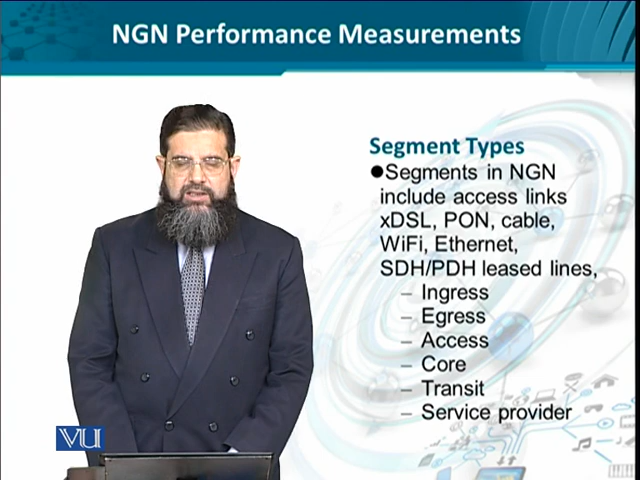 NGN Performance Measurements
Segment Types
●Segments in NGN
include access links
xDSL, PON, cable,
WiFi, Ethernet,
SDH/PDH leased lines,
– Ingress
– Egress
– Access
– Core
– Transit
– Service provider
VU